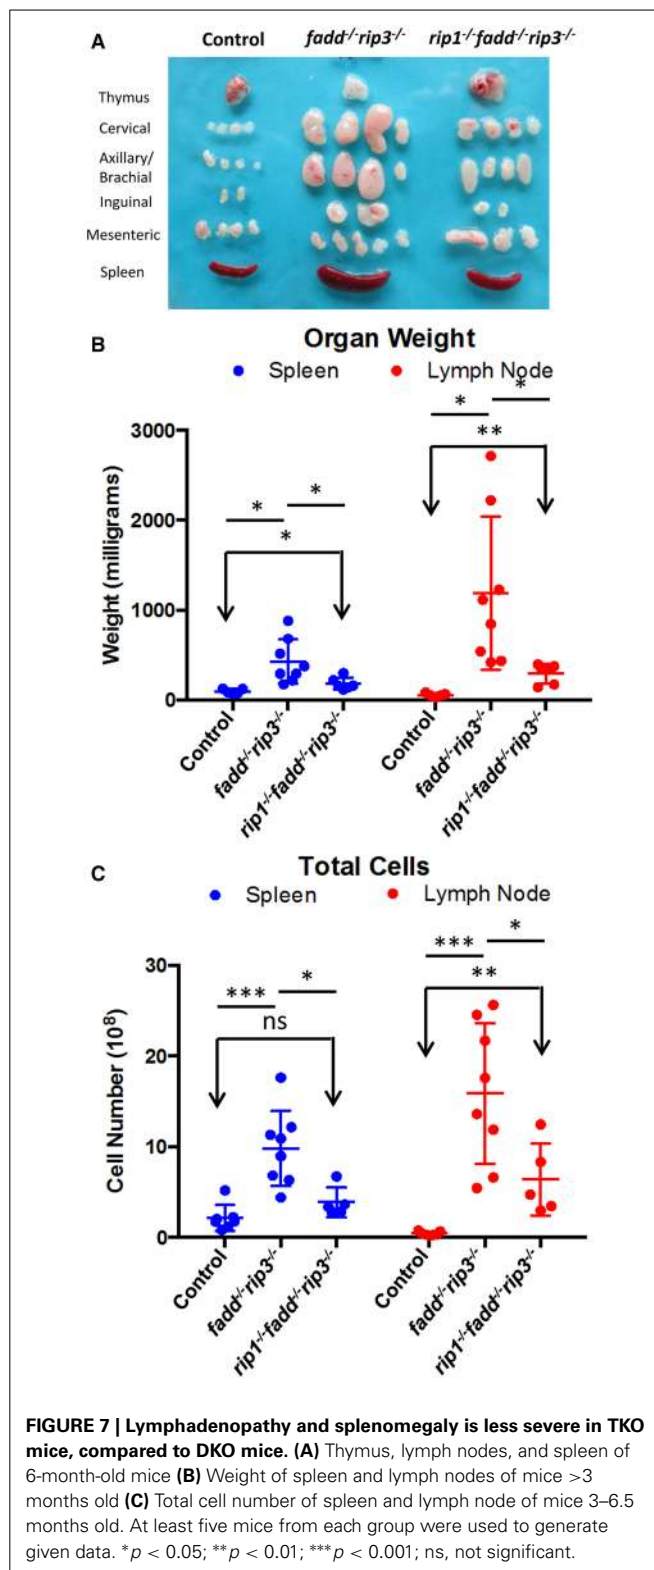 A
Control fadd-/-rip3-/- rip1-/-fadd-/-rip3-/-
Thymus
Cervical
Axillary/
Brachial
Inguinal
Mesenteric
Spleen
B
Organ Weight
Spleen Lymph Node
* * ** * * *
Weight (milligrams)
3000
2000
1000
0
Control
fadd-/-rip3-/-
rip1-/-fadd-/-rip3-/-
Control
fadd-/-rip3-/-
rip1-/-fadd-/-rip3-/-
C
Total Cells
Spleen Lymph Node
*** * ns *** * **
Cell Number (10⁸)
30
20
10
0
Control
fadd-/-rip3-/-
rip1-/-fadd-/-rip3-/-
Control
fadd-/-rip3-/-
rip1-/-fadd-/-rip3-/-
FIGURE 7 | Lymphadenopathy and splenomegaly is less severe in TKO
mice, compared to DKO mice. (A) Thymus, lymph nodes, and spleen of
6-month-old mice (B) Weight of spleen and lymph nodes of mice >3
months old (C) Total cell number of spleen and lymph node of mice 3–6.5
months old. At least five mice from each group were used to generate
given data. *p < 0.05; **p < 0.01; ***p < 0.001; ns, not significant.